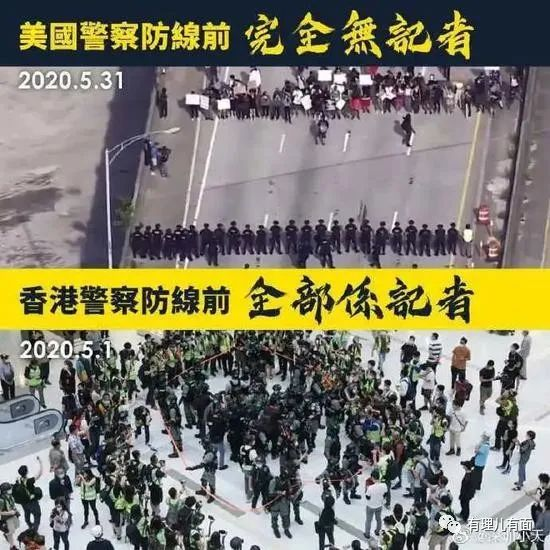 美國警察防線前 完全無記者
2020.5.31
香港警察防線前 全部係記者
2020.5.1
有理儿有面